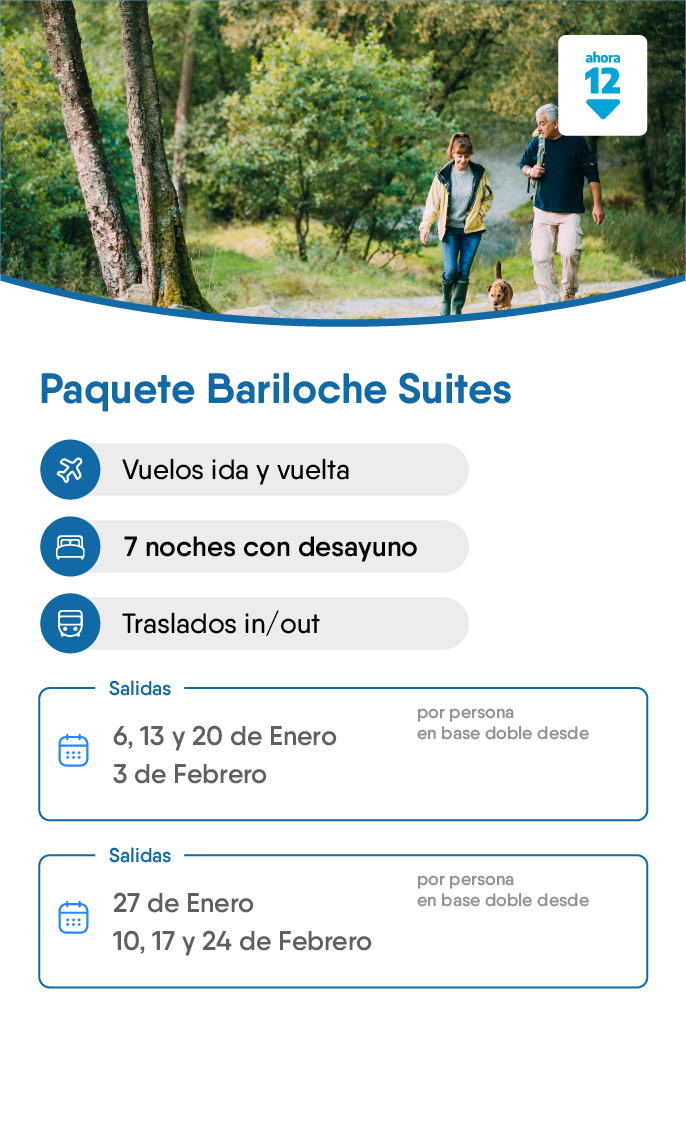 ahora
12
Paquete Bariloche Suites
Vuelos ida y vuelta
7 noches con desayuno
Traslados in/out
Salidas
6, 13 y 20 de Enero
3 de Febrero
por persona
en base doble desde
Salidas
27 de Enero
10, 17 y 24 de Febrero
por persona
en base doble desde